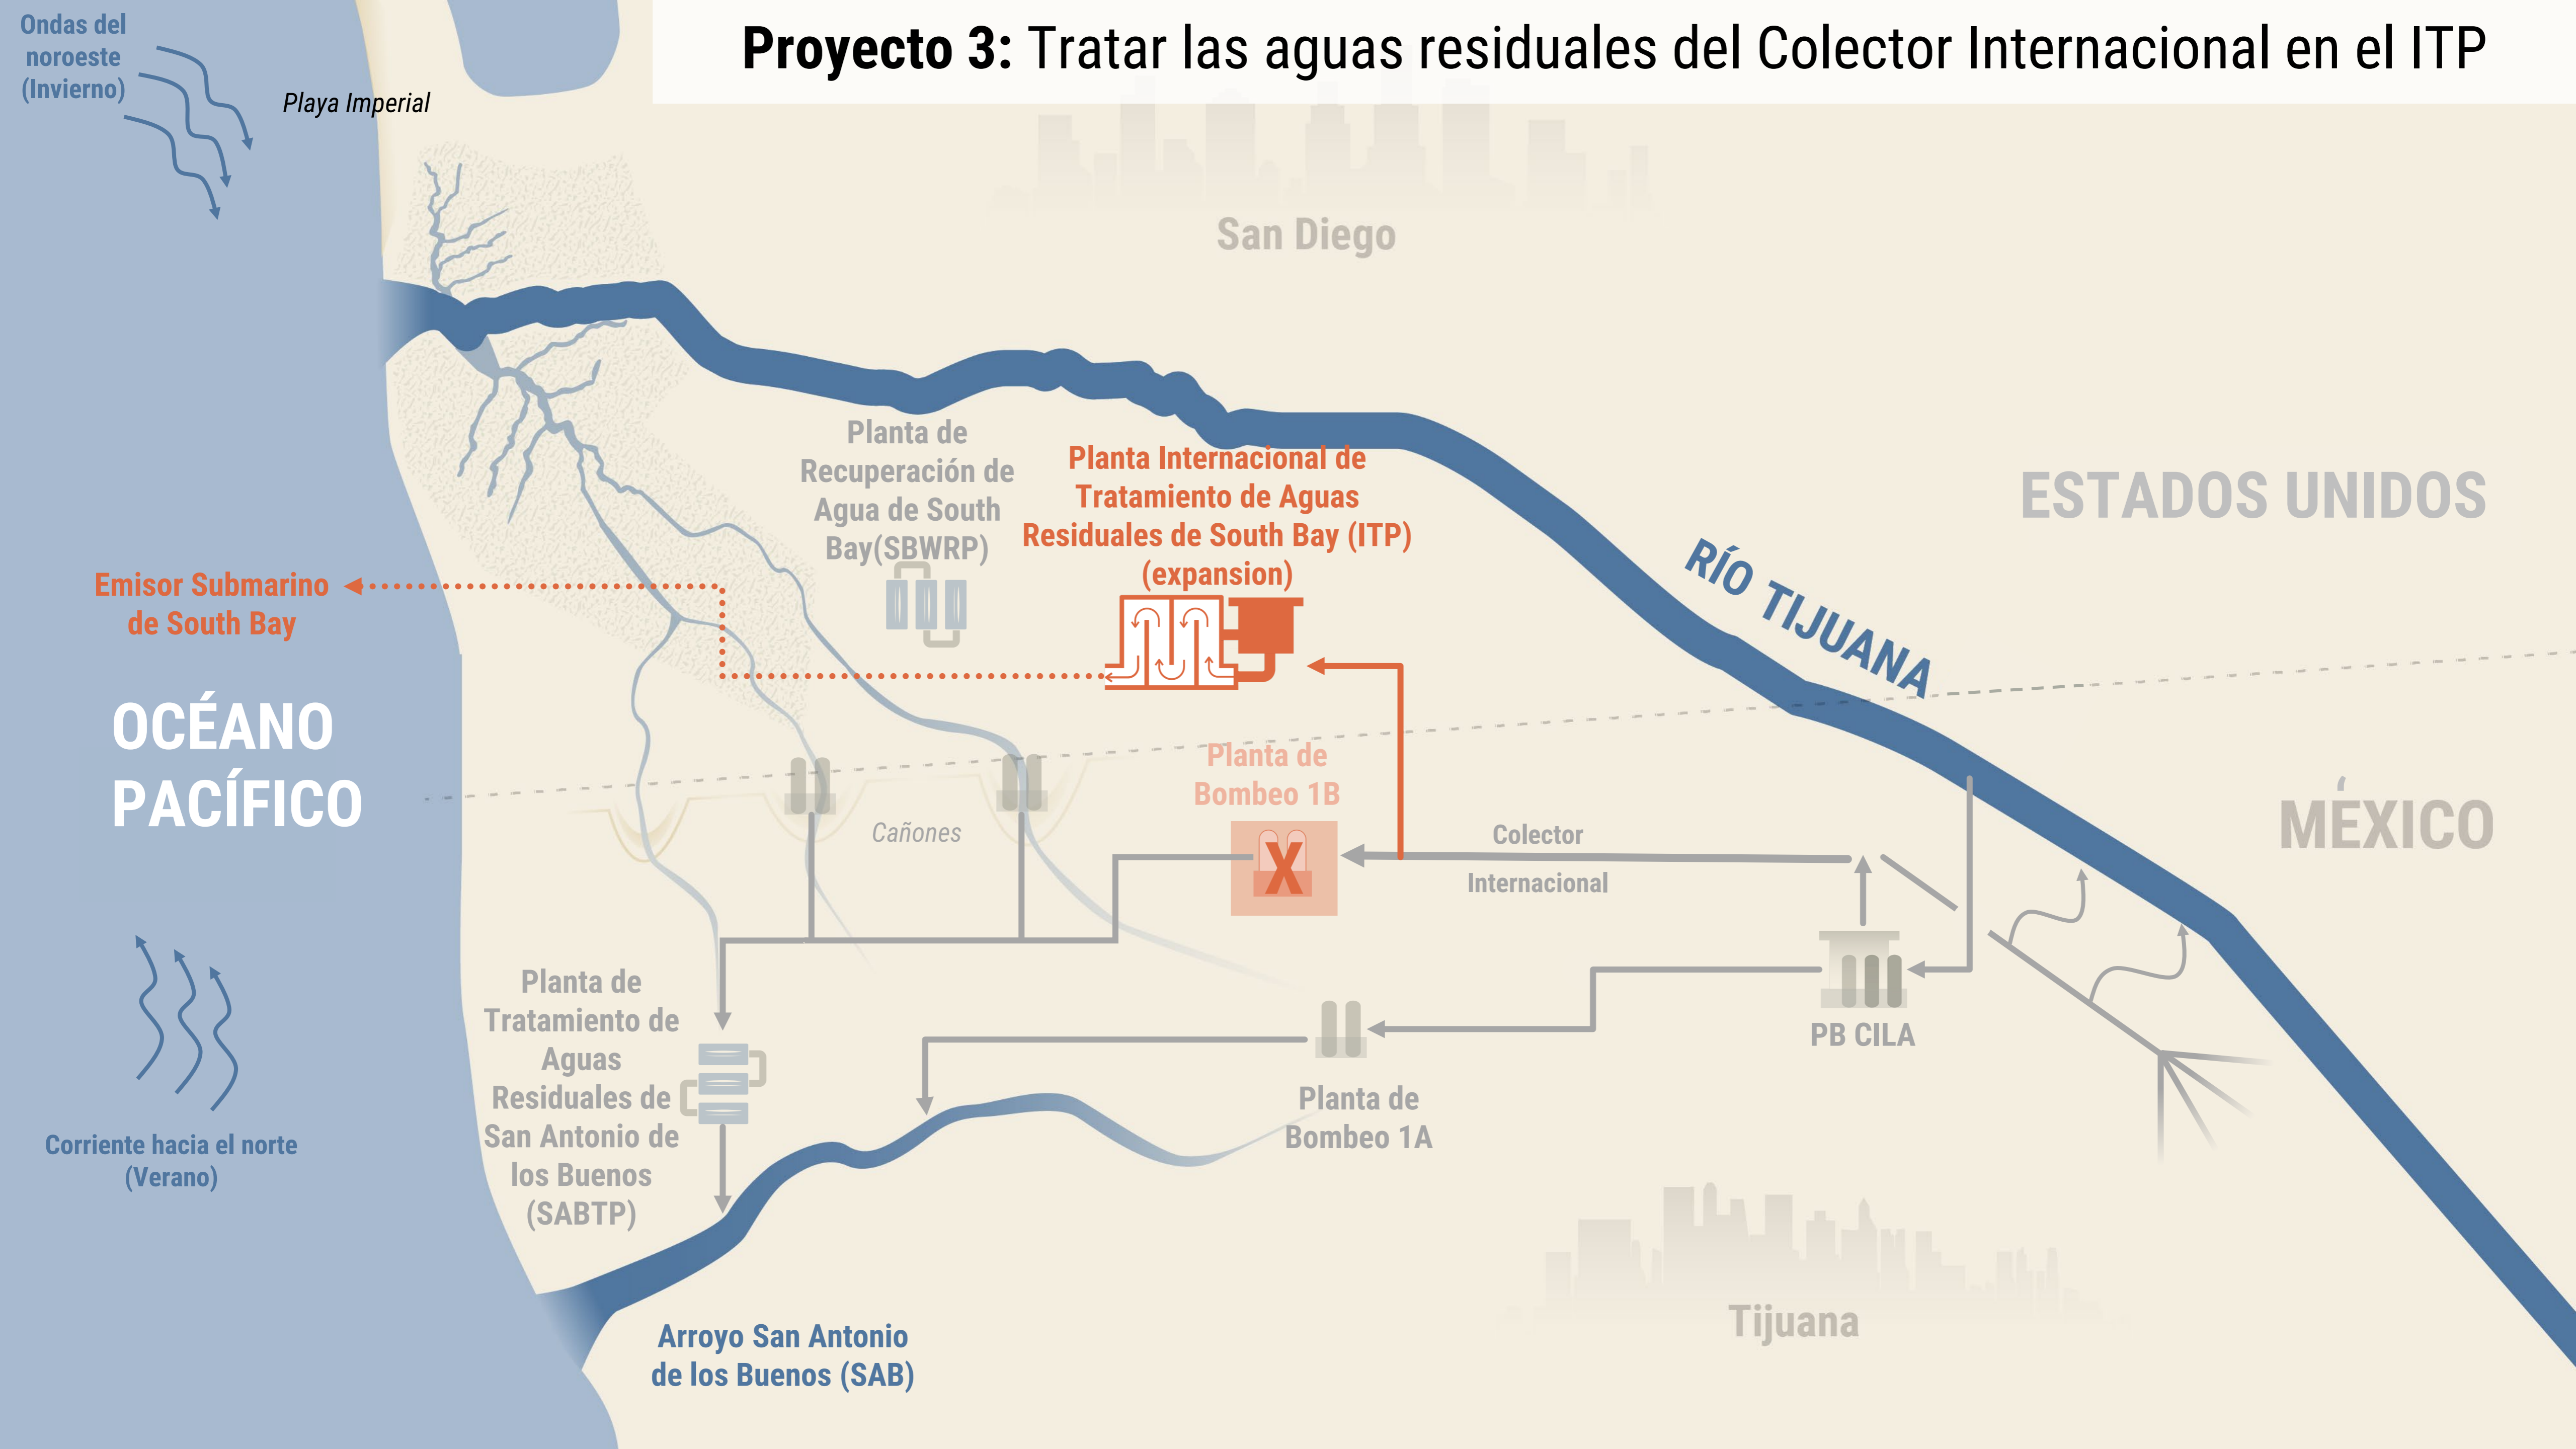 Proyecto 3: Tratar las aguas residuales del Colector Internacional en el ITP
Ondas del
noroeste
(Invierno)
Playa Imperial
San Diego
Planta de
Recuperación de
Agua de South
Bay(SBWRP)
Planta Internacional de
Tratamiento de Aguas
Residuales de South Bay (ITP)
(expansion)
ESTADOS UNIDOS
RÍO TIJUANA
Emisor Submarino
de South Bay
OCÉANO
PACÍFICO
Planta de
Bombeo 1B
X
Cañones
Colector
Internacional
MÉXICO
Planta de
Tratamiento de
Aguas
Residuales de
San Antonio de
los Buenos
(SABTP)
PB CILA
Planta de
Bombeo 1A
Corriente hacia el norte
(Verano)
Tijuana
Arroyo San Antonio
de los Buenos (SAB)